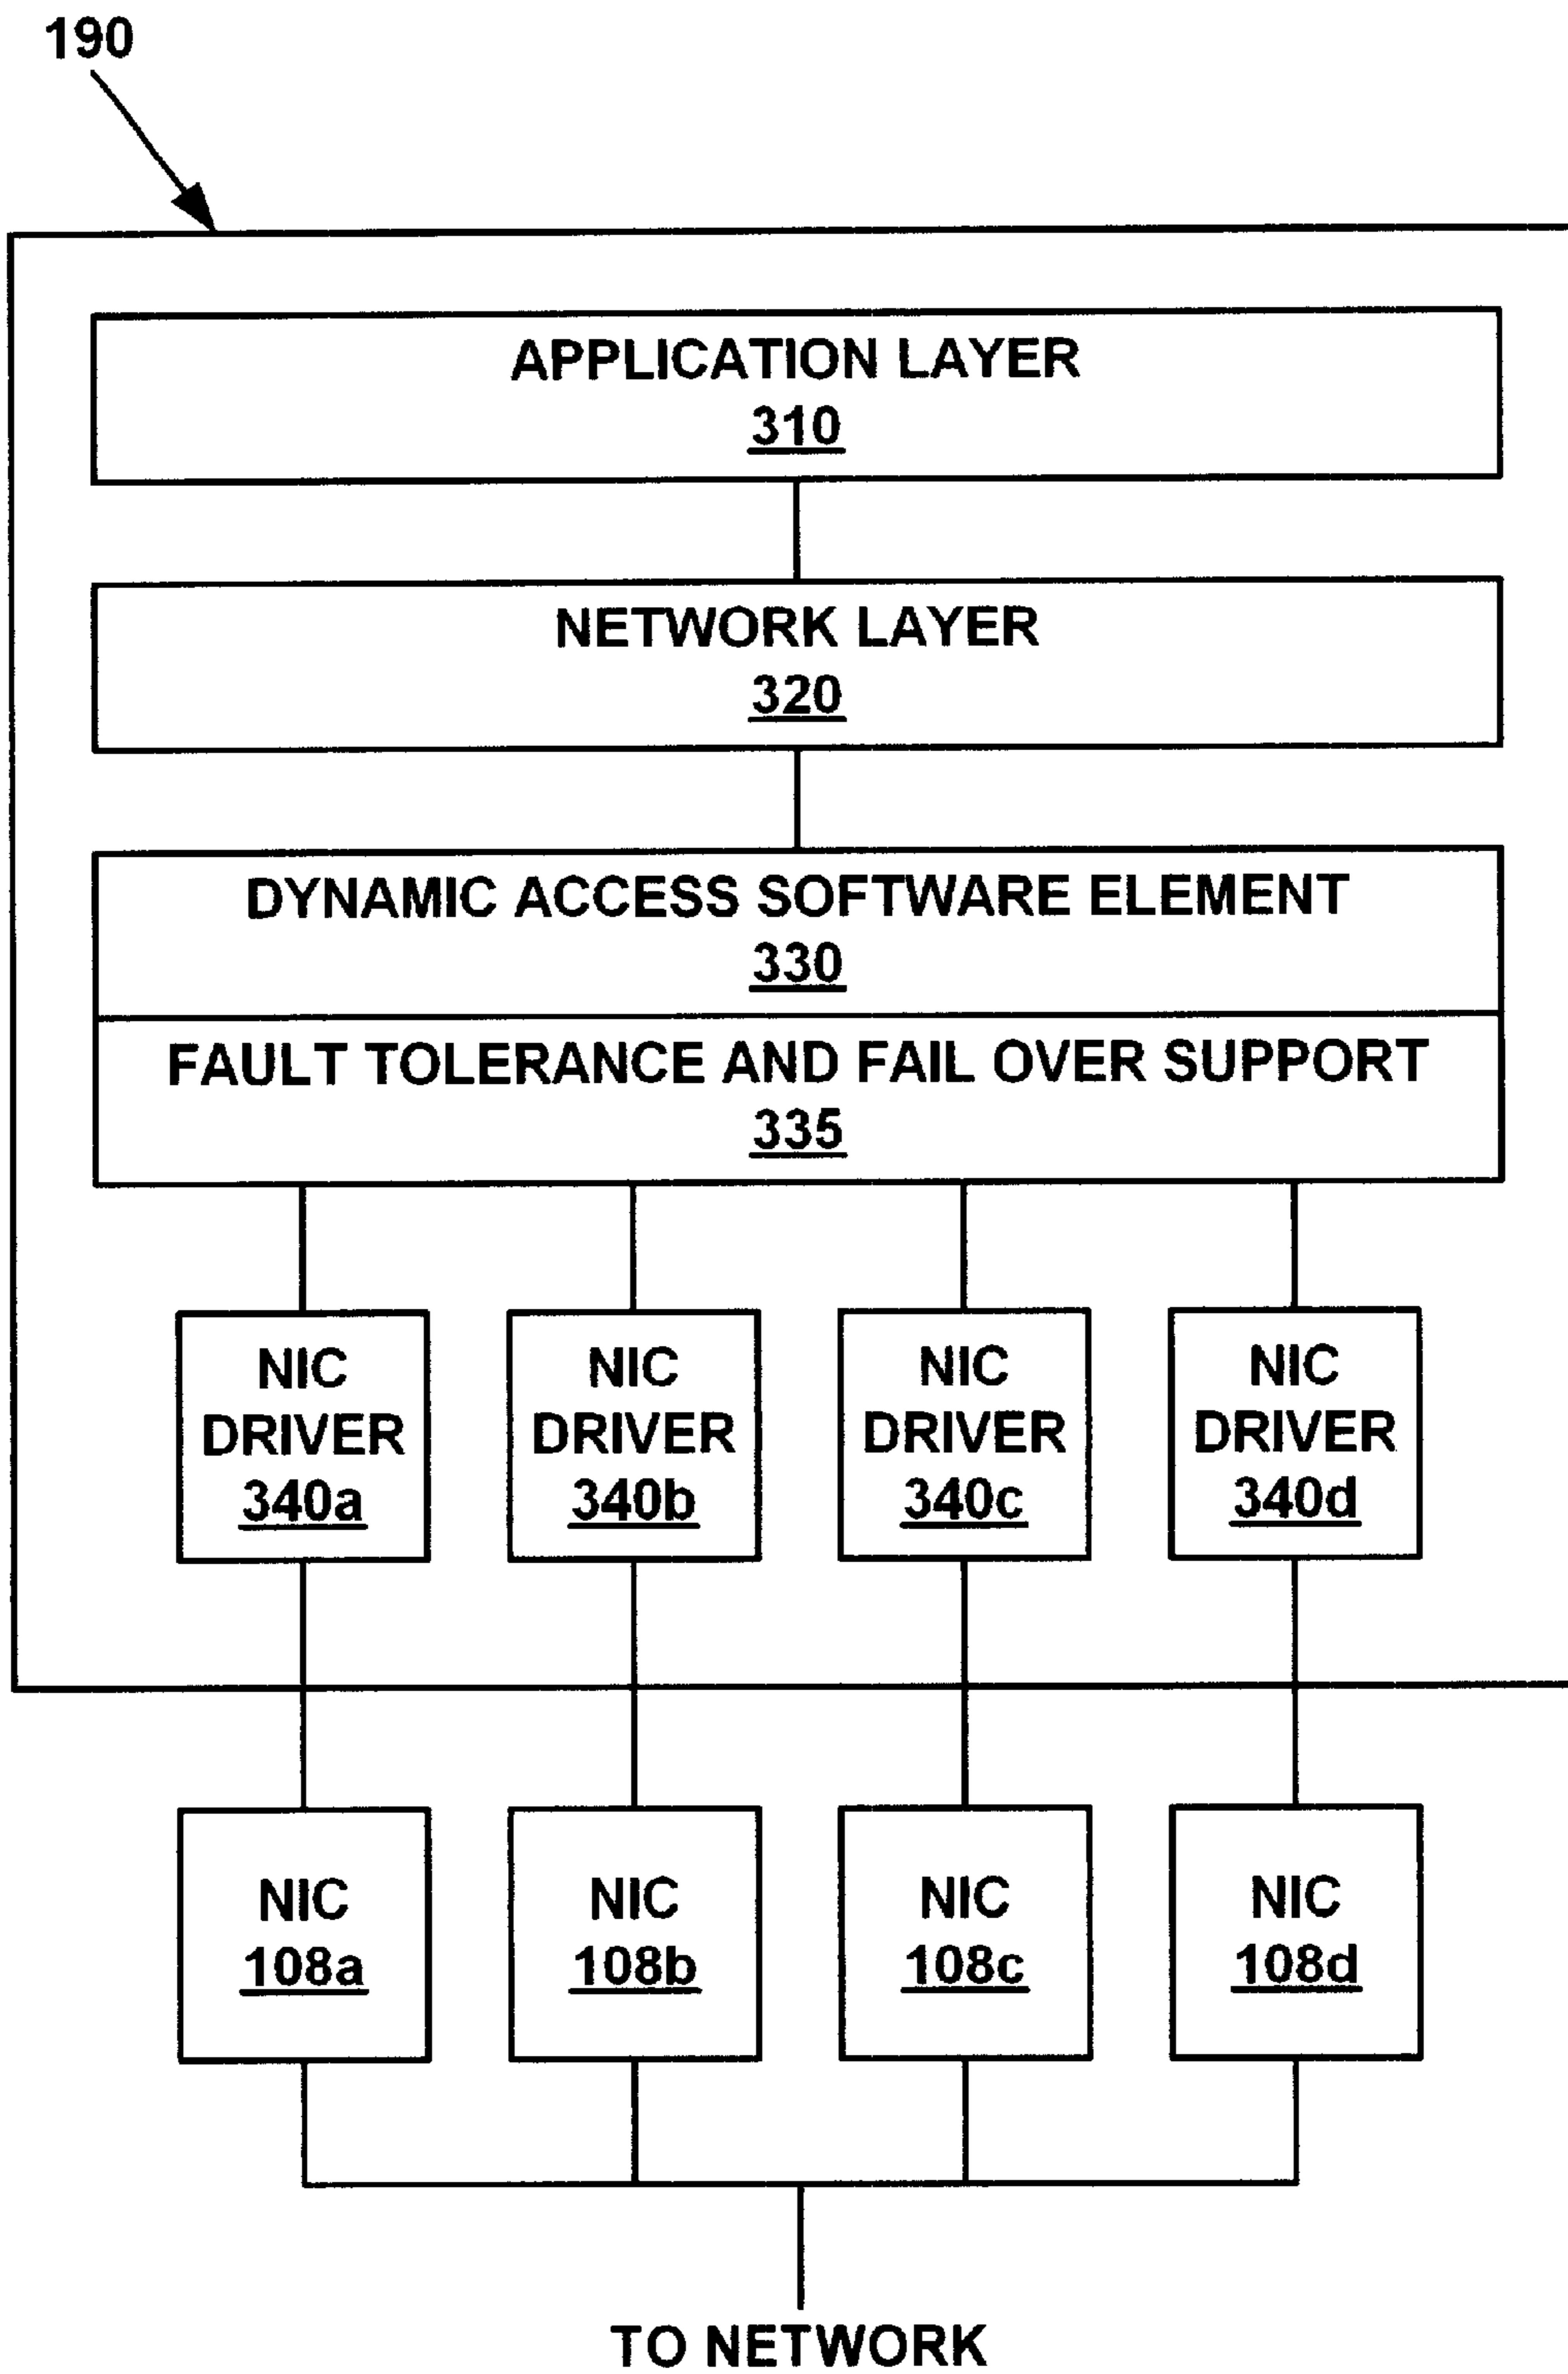 190
APPLICATION LAYER
310
NETWORK LAYER
320
DYNAMIC ACCESS SOFTWARE ELEMENT
330
FAULT TOLERANCE AND FAIL OVER SUPPORT
335
NIC
DRIVER
340a
NIC
DRIVER
340b
NIC
DRIVER
340c
NIC
DRIVER
340d
NIC
108a
NIC
108b
NIC
108c
NIC
108d
TO NETWORK